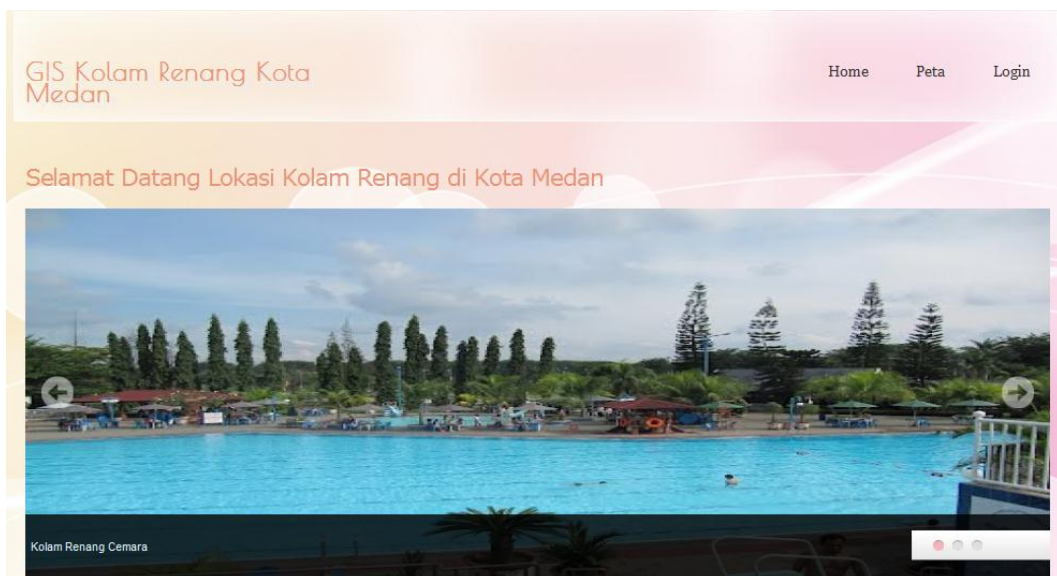 GIS Kolam Renang Kota
Medan
Home Peta Login
Selamat Datang Lokasi Kolam Renang di Kota Medan
Kolam Renang Cemara